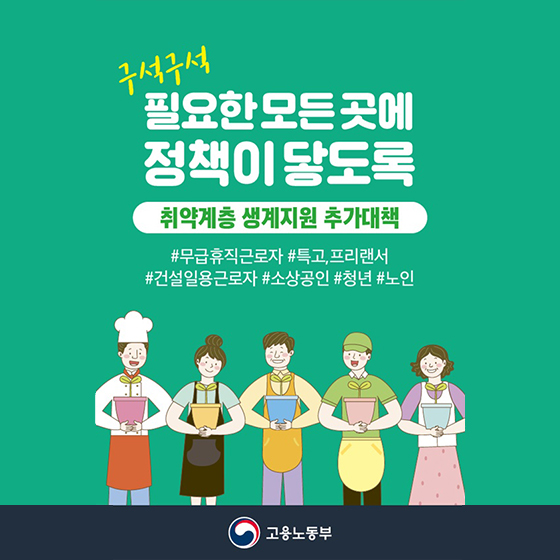 구석구석
필요한 모든 곳에
정책이 닿도록
취약계층 생계지원 추가대책
#무급휴직근로자 #특고,프리랜서
#건설일용근로자 #소상공인 #청년 #노인
고용노동부